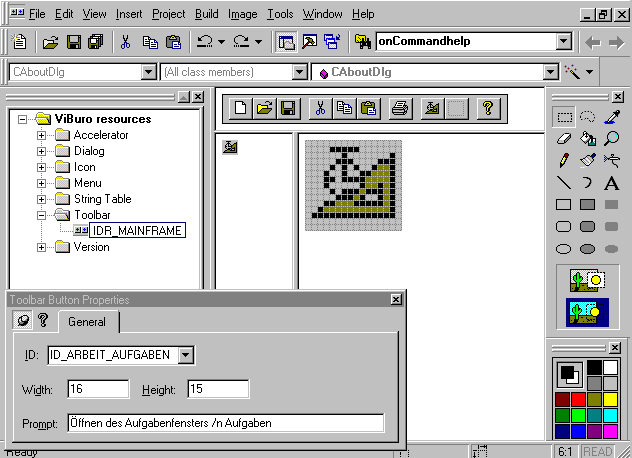 File Edit View Insert Project Build Image Tools Window Help
onCommandhelp
CAboutDlg (All class members) CAboutDlg
ViBuro resources
Accelerator
Dialog
Icon
Menu
String Table
Toolbar
IDR_MAINFRAME
Version
A
Toolbar Button Properties
General
ID: ID_ARBEIT_AUFGABEN
Width: 16 Height: 15
Prompt: Öffnen des Aufgabenfensters /n Aufgaben
Ready 6:1 READ